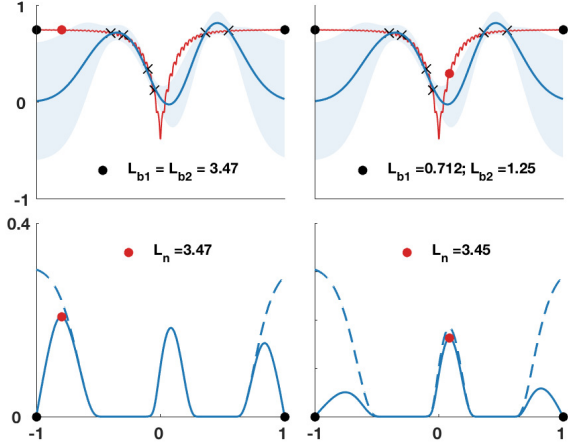 1
0
L_b1 = L_b2 = 3.47
L_b1 =0.712; L_b2 =1.25
-1
0.4
L_n =3.47
L_n =3.45
0
-1 0 1 -1 0 1